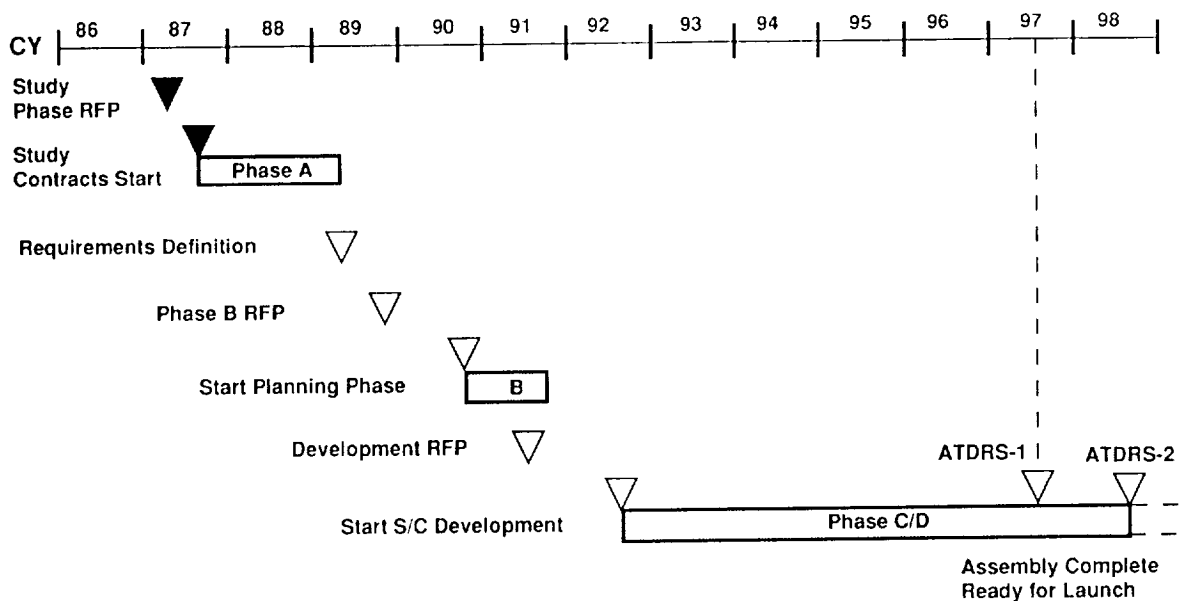 CY 86 87 88 89 90 91 92 93 94 95 96 97 98
Study
Phase RFP
Study
Contracts Start
Phase A
Requirements Definition
Phase B RFP
Start Planning Phase
B
Development RFP
ATDRS-1
ATDRS-2
Start S/C Development
Phase C/D
Assembly Complete
Ready for Launch